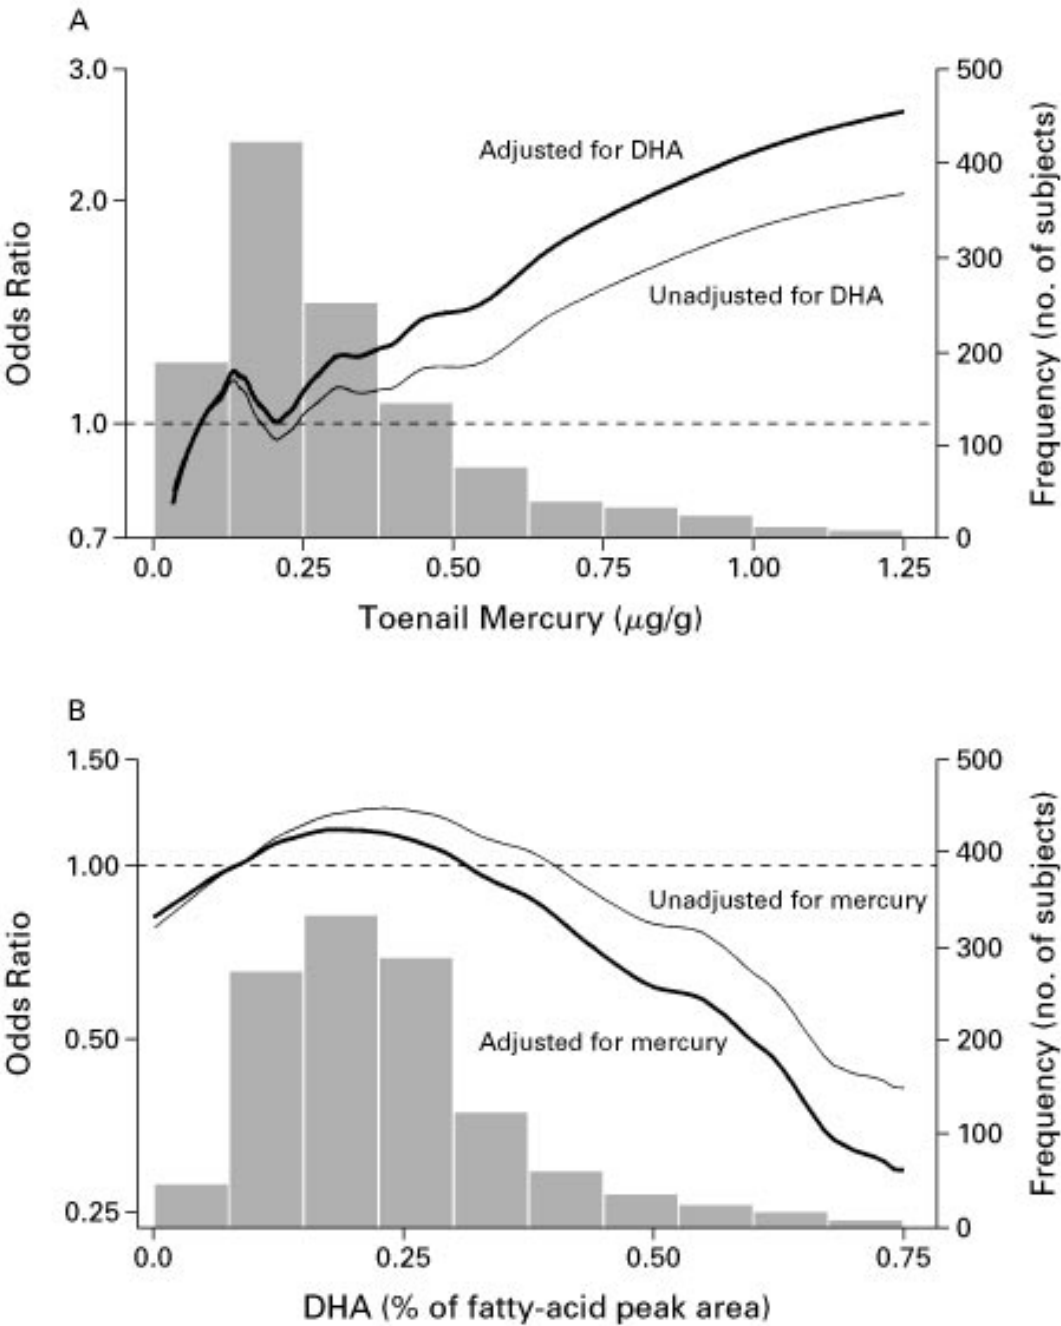 A
3.0
2.0
1.0
0.7
Odds Ratio
500
400
300
200
100
0
Frequency (no. of subjects)
Adjusted for DHA
Unadjusted for DHA
0.0 0.25 0.50 0.75 1.00 1.25
Toenail Mercury (μg/g)
B
1.50
1.00
0.50
0.25
Odds Ratio
500
400
300
200
100
0
Frequency (no. of subjects)
Unadjusted for mercury
Adjusted for mercury
0.0 0.25 0.50 0.75
DHA (% of fatty-acid peak area)